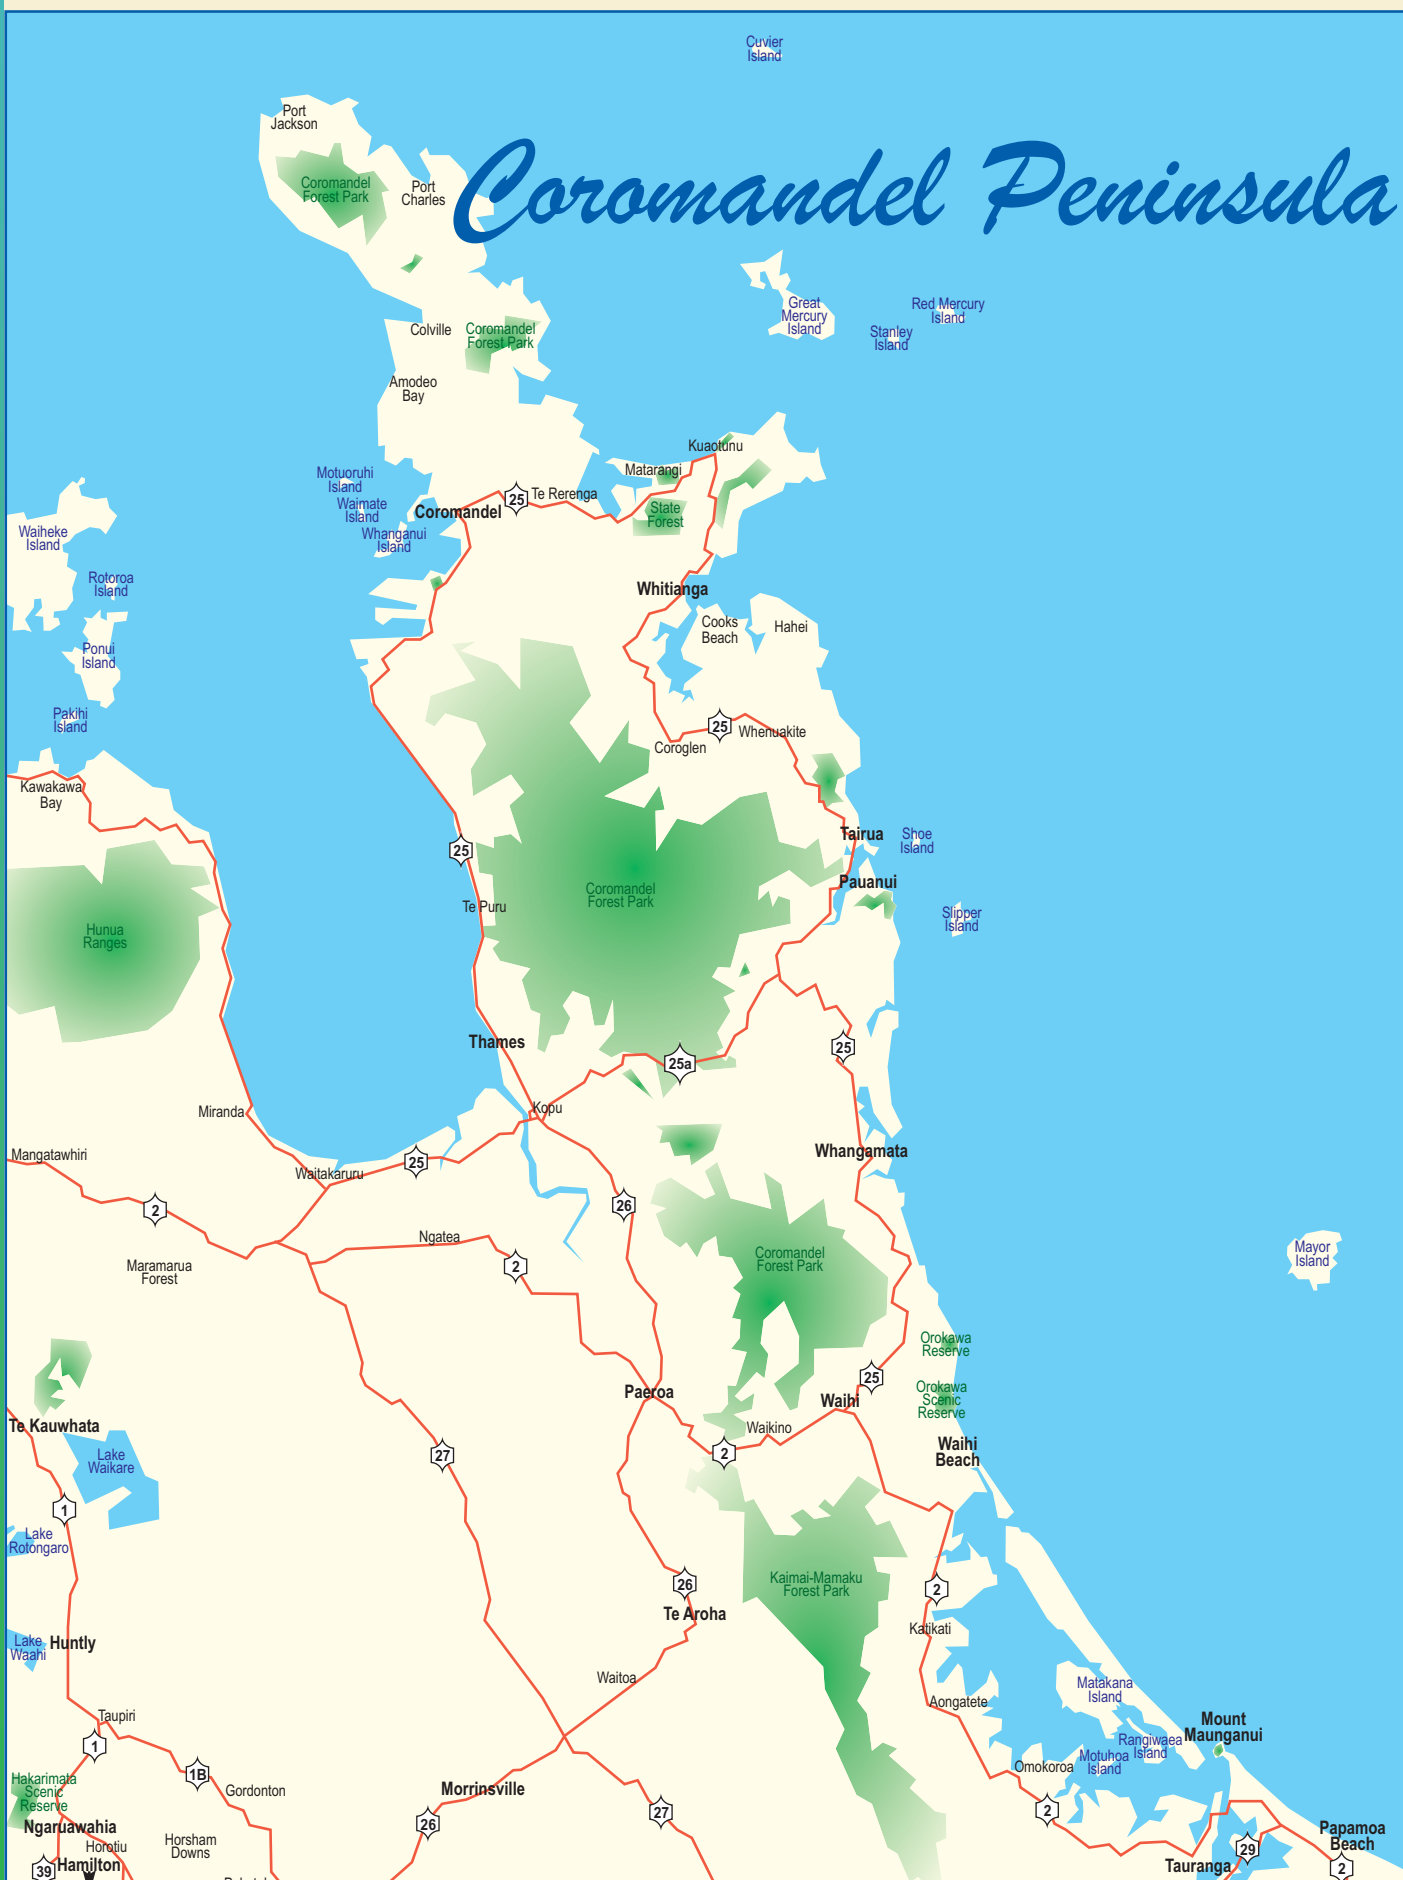 Cuvier
Island
Port
Jackson
Coromandel Peninsula
Coromandel
Forest Park
Port
Charles
Great
Mercury
Island
Red Mercury
Island
Stanley
Island
Colville
Coromandel
Forest Park
Amodeo
Bay
Kuaotunu
Matarangi
Motuoruhi
Island
Te Rerenga
25
Waimate
Island
Coromandel
State
Forest
Whanganui
Island
Waiheke
Island
Rotoroa
Island
Whitianga
Cooks
Beach
Hahei
Ponui
Island
Pakihi
Island
25
Whenuakite
Coroglen
Kawakawa
Bay
Tairua
Shoe
Island
25
Pauanui
Coromandel
Forest Park
Te Puru
Slipper
Island
Hunua
Ranges
Thames
25
25a
Kopu
Miranda
Mangatawhiri
Whangamata
25
Waitakaruru
26
2
Ngatea
Coromandel
Forest Park
Mayor
Island
2
Maramarua
Forest
Orokawa
Reserve
25
Paeroa
Orokawa
Scenic
Reserve
Waihi
Te Kauwhata
Waikino
Waihi
Beach
2
27
Lake
Waikare
1
Lake
Rotongaro
Kaimai-Mamaku
Forest Park
26
2
Te Aroha
Katikati
Lake
Waahi
Huntly
Waitoa
Matakana
Island
Aongatete
Taupiri
Mount
Maunganui
1
Rangiwaea
Island
Motuhoa
Island
Omokoroa
1B
Hakarimata
Scenic
Reserve
Gordonton
Morrinsville
2
27
26
Ngaruawahia
Papamoa
Beach
Horotiu
Horsham
Downs
29
Hamilton
39
Tauranga
2